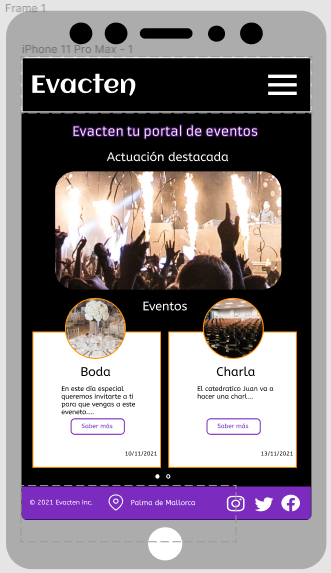 Frame 1
iPhone 11 Pro Max - 1
Evacten
Evacten tu portal de eventos
Actuación destacada
Eventos
Boda
En este día especial
queremos invitarte a ti
para que vengas a este
eveneto....
Saber más
10/11/2021
Charla
El catedratico Juan va a
hacer una charl...
Saber más
13/11/2021
© 2021 Evacten Inc.
Palma de Mallorca